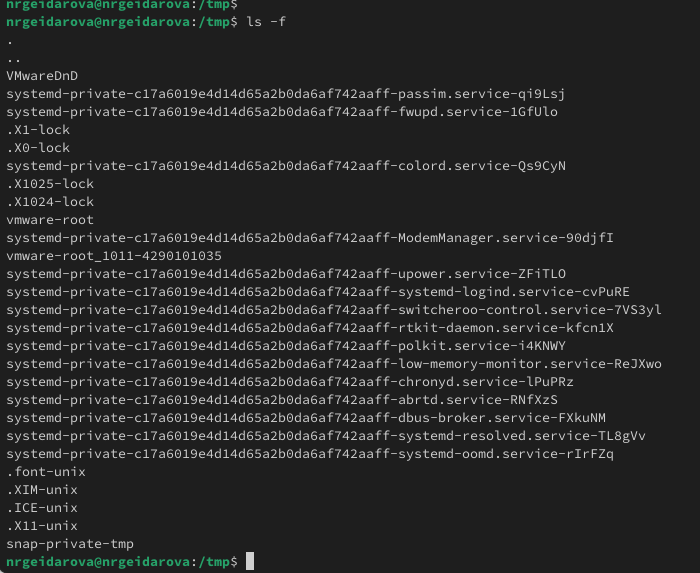 nrgeidarova@nrgeidarova:/tmp$
nrgeidarova@nrgeidarova:/tmp$ ls -f
.
..
VMwareDnD
systemd-private-c17a6019e4d14d65a2b0da6af742aaff-passim.service-qi9Lsj
systemd-private-c17a6019e4d14d65a2b0da6af742aaff-fwupd.service-1GfUlo
.X1-lock
.X0-lock
systemd-private-c17a6019e4d14d65a2b0da6af742aaff-colord.service-Qs9CyN
.X1025-lock
.X1024-lock
vmware-root
systemd-private-c17a6019e4d14d65a2b0da6af742aaff-ModemManager.service-90djfI
vmware-root_1011-4290101035
systemd-private-c17a6019e4d14d65a2b0da6af742aaff-upower.service-ZFiTLO
systemd-private-c17a6019e4d14d65a2b0da6af742aaff-systemd-logind.service-cvPuRE
systemd-private-c17a6019e4d14d65a2b0da6af742aaff-switcheroo-control.service-7VS3yl
systemd-private-c17a6019e4d14d65a2b0da6af742aaff-rtkit-daemon.service-kfcn1X
systemd-private-c17a6019e4d14d65a2b0da6af742aaff-polkit.service-i4KNWY
systemd-private-c17a6019e4d14d65a2b0da6af742aaff-low-memory-monitor.service-ReJXwo
systemd-private-c17a6019e4d14d65a2b0da6af742aaff-chronyd.service-lPuPRz
systemd-private-c17a6019e4d14d65a2b0da6af742aaff-abrtd.service-RNfXzS
systemd-private-c17a6019e4d14d65a2b0da6af742aaff-dbus-broker.service-FXkuNM
systemd-private-c17a6019e4d14d65a2b0da6af742aaff-systemd-resolved.service-TL8gVv
systemd-private-c17a6019e4d14d65a2b0da6af742aaff-systemd-oomd.service-rIrFZq
.font-unix
.XIM-unix
.ICE-unix
.X11-unix
snap-private-tmp
nrgeidarova@nrgeidarova:/tmp$